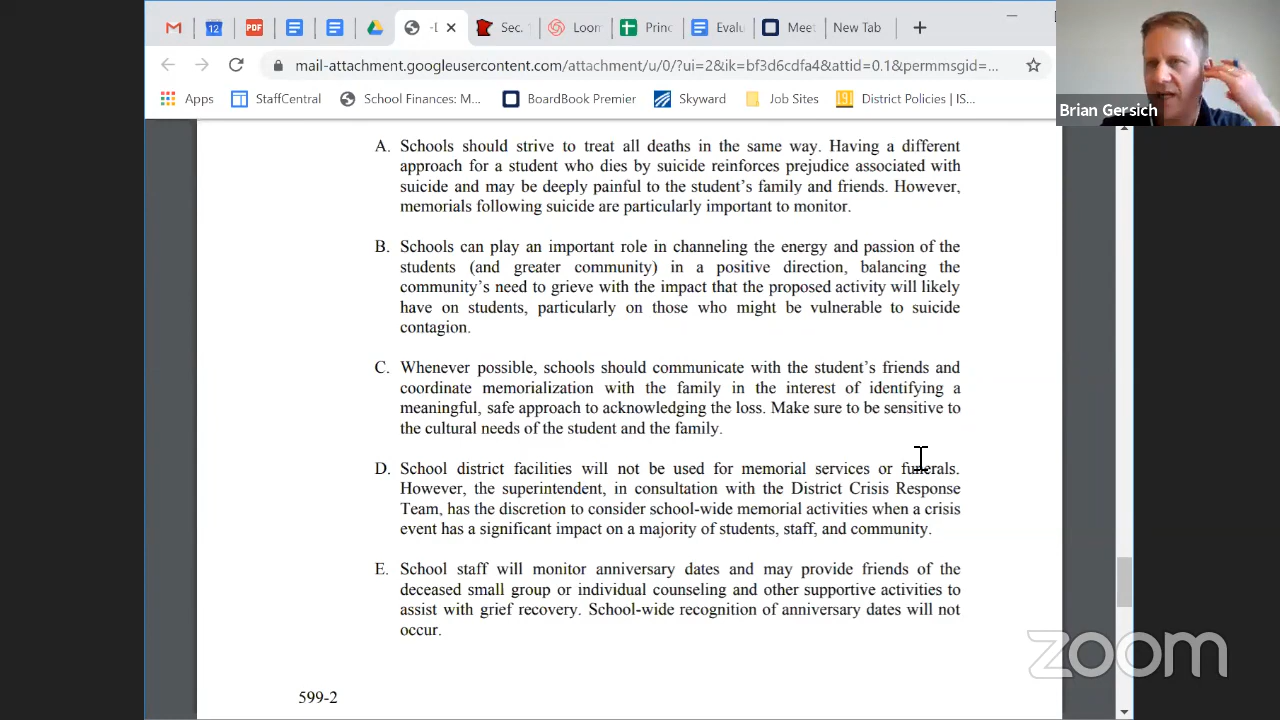 12
PDF
-[
Sec.
Loom
Princ
Evalu
Meet
New Tab
mail-attachment.googleusercontent.com/attachment/u/0/?ui=2&ik=bf3d6cdfa4&attid=0.1&permmsgid=...
Apps
StaffCentral
School Finances: M...
BoardBook Premier
Skyward
Job Sites
191
District Policies | IS...
Brian Gersich
A. Schools should strive to treat all deaths in the same way. Having a different
approach for a student who dies by suicide reinforces prejudice associated with
suicide and may be deeply painful to the student's family and friends. However,
memorials following suicide are particularly important to monitor.
B. Schools can play an important role in channeling the energy and passion of the
students (and greater community) in a positive direction, balancing the
community's need to grieve with the impact that the proposed activity will likely
have on students, particularly on those who might be vulnerable to suicide
contagion.
C. Whenever possible, schools should communicate with the student's friends and
coordinate memorialization with the family in the interest of identifying a
meaningful, safe approach to acknowledging the loss. Make sure to be sensitive to
the cultural needs of the student and the family.
D. School district facilities will not be used for memorial services or funerals.
However, the superintendent, in consultation with the District Crisis Response
Team, has the discretion to consider school-wide memorial activities when a crisis
event has a significant impact on a majority of students, staff, and community.
E. School staff will monitor anniversary dates and may provide friends of the
deceased small group or individual counseling and other supportive activities to
assist with grief recovery. School-wide recognition of anniversary dates will not
occur.
599-2
zoom